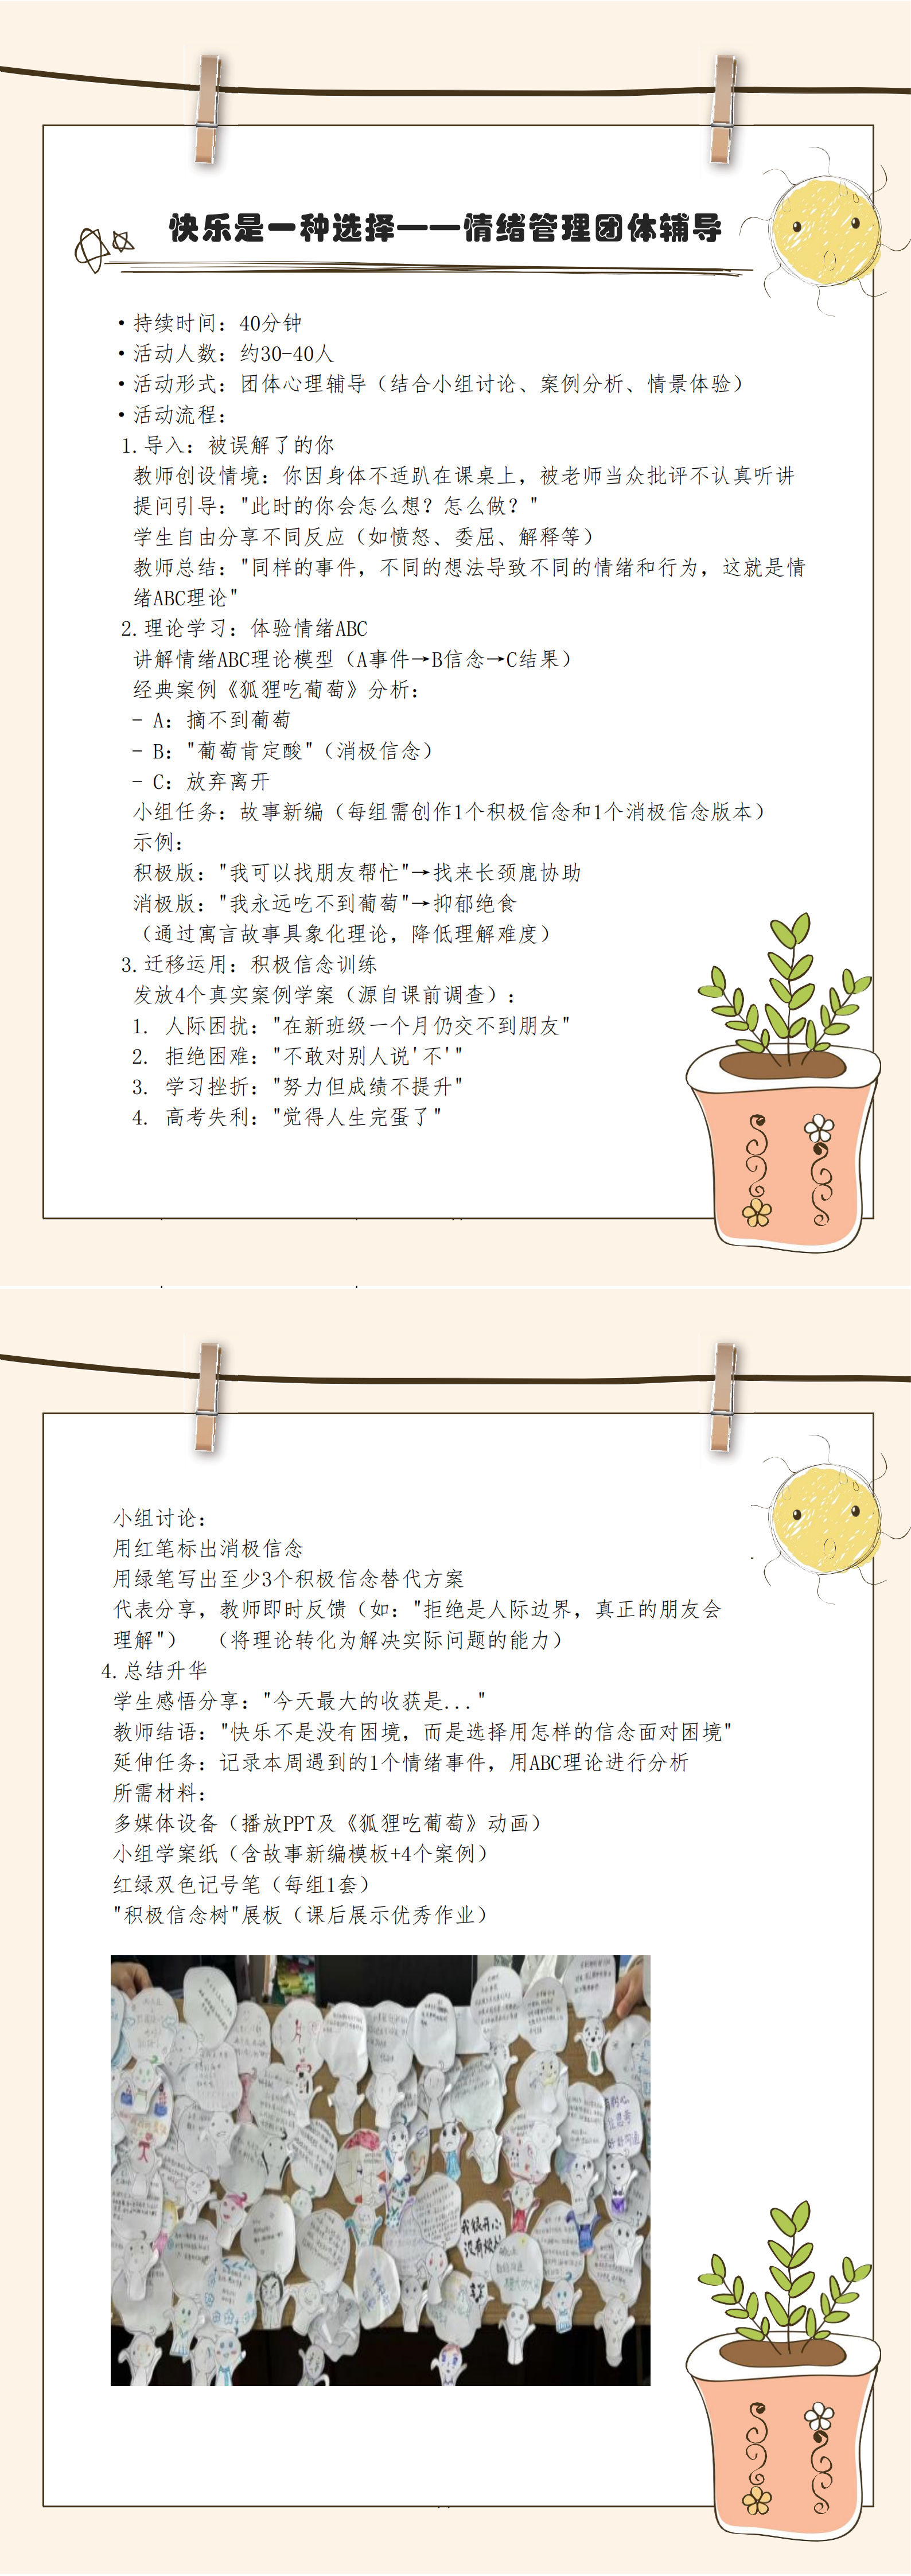 快乐是一种选择——情绪管理团体辅导
•持续时间：40分钟
•活动人数：约30-40人
•活动形式：团体心理辅导（结合小组讨论、案例分析、情景体验）
•活动流程：
1.导入：被误解了的你
教师创设情境：你因身体不适趴在课桌上，被老师当众批评不认真听讲
提问引导："此时的你会怎么想？怎么做？"
学生自由分享不同反应（如愤怒、委屈、解释等）
教师总结："同样的事件，不同的想法导致不同的情绪和行为，这就是情
绪ABC理论"
2.理论学习：体验情绪ABC
讲解情绪ABC理论模型（A事件→B信念→C结果）
经典案例《狐狸吃葡萄》分析：
- A：摘不到葡萄
- B："葡萄肯定酸"（消极信念）
- C：放弃离开
小组任务：故事新编（每组需创作1个积极信念和1个消极信念版本）
示例：
积极版："我可以找朋友帮忙"→找来长颈鹿协助
消极版："我永远吃不到葡萄"→抑郁绝食
（通过寓言故事具象化理论，降低理解难度）
3.迁移运用：积极信念训练
发放4个真实案例学案（源自课前调查）：
1. 人际困扰："在新班级一个月仍交不到朋友"
2. 拒绝困难："不敢对别人说'不'"
3. 学习挫折："努力但成绩不提升"
4. 高考失利："觉得人生完蛋了"
小组讨论：
用红笔标出消极信念
用绿笔写出至少3个积极信念替代方案
代表分享，教师即时反馈（如："拒绝是人际边界，真正的朋友会
理解"） （将理论转化为解决实际问题的能力）
4.总结升华
学生感悟分享："今天最大的收获是..."
教师结语："快乐不是没有困境，而是选择用怎样的信念面对困境"
延伸任务：记录本周遇到的1个情绪事件，用ABC理论进行分析
所需材料：
多媒体设备（播放PPT及《狐狸吃葡萄》动画）
小组学案纸（含故事新编模板+4个案例）
红绿双色记号笔（每组1套）
"积极信念树"展板（课后展示优秀作业）
我很开心
没有烦人